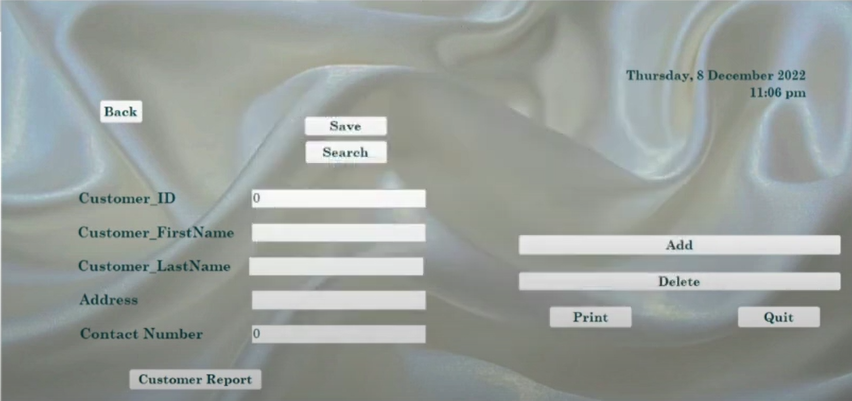 Thursday, 8 December 2022
11:06 pm
Back
Save
Search
Customer_ID 0
Customer_FirstName
Customer_LastName
Address
Contact Number 0
Add
Delete
Print Quit
Customer Report